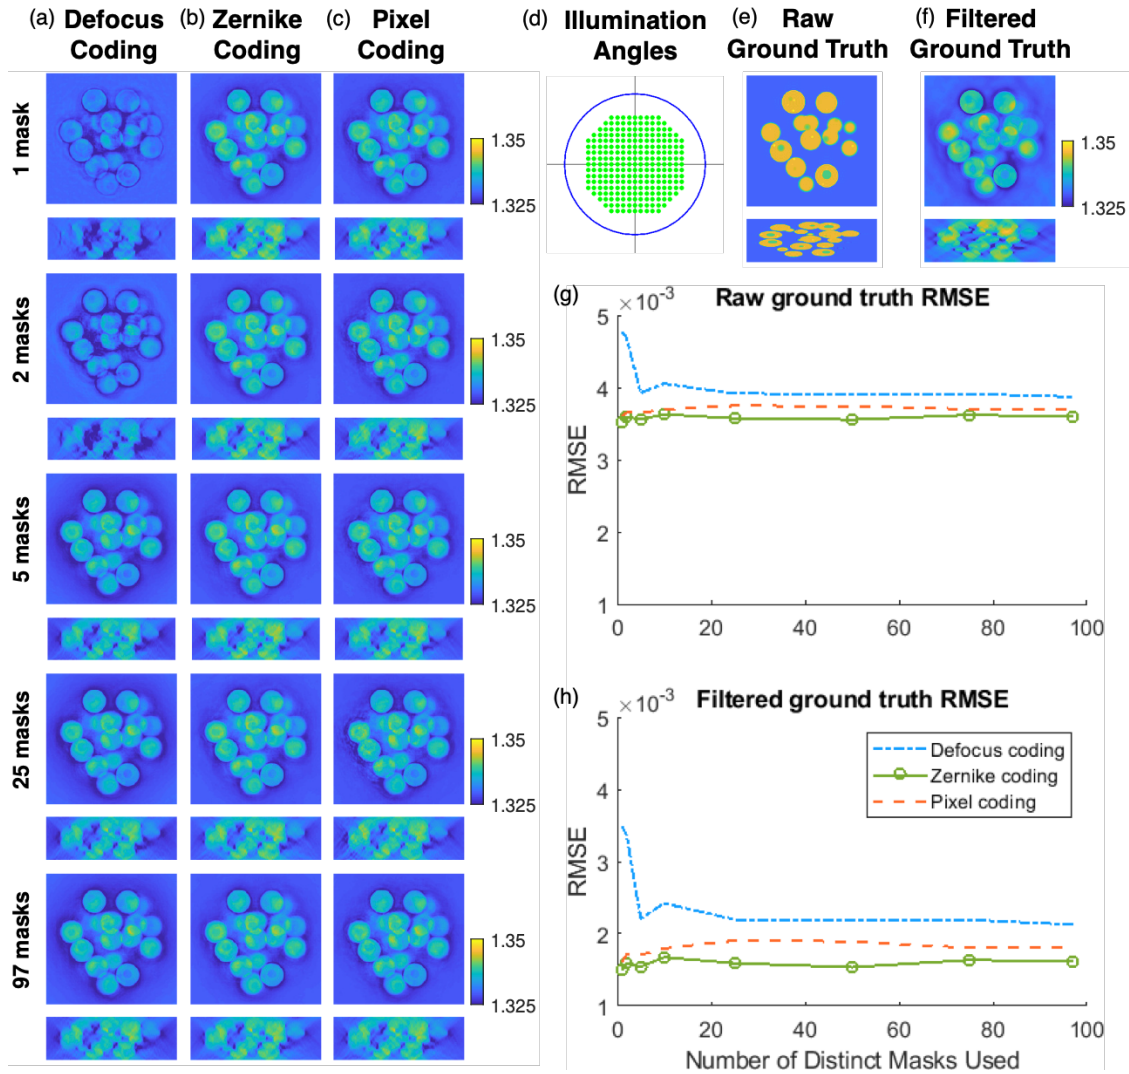 (a) Defocus Coding
(b) Zernike Coding
(c) Pixel Coding
(d) Illumination Angles
(e) Raw Ground Truth
(f) Filtered Ground Truth
1 mask
1.35
1.325
1.35
1.325
2 masks
1.35
1.325
5 masks
1.35
1.325
25 masks
1.35
1.325
97 masks
1.35
1.325
(g) Raw ground truth RMSE
×10⁻³
5
4
3
2
1
RMSE
0 20 40 60 80 100
(h) Filtered ground truth RMSE
×10⁻³
5
4
3
2
1
RMSE
Defocus coding
Zernike coding
Pixel coding
0 20 40 60 80 100
Number of Distinct Masks Used